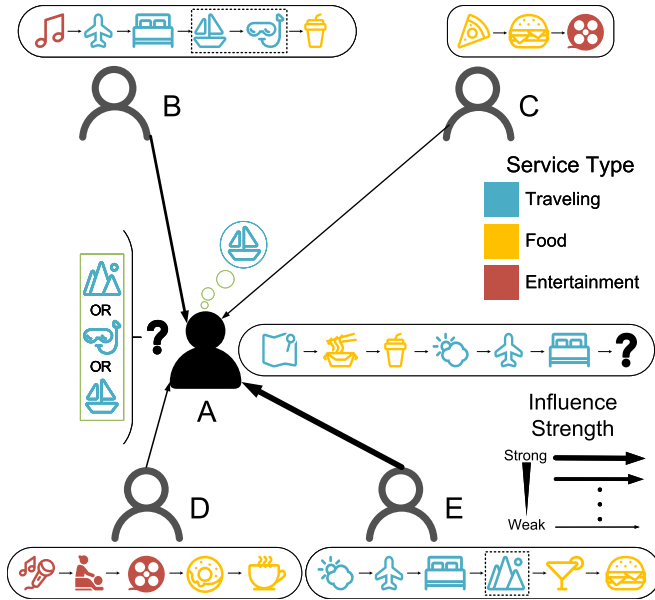 B
C
Service Type
Traveling
Food
Entertainment
OR
OR
?
?
A
Influence
Strength
Strong
Weak
D
E